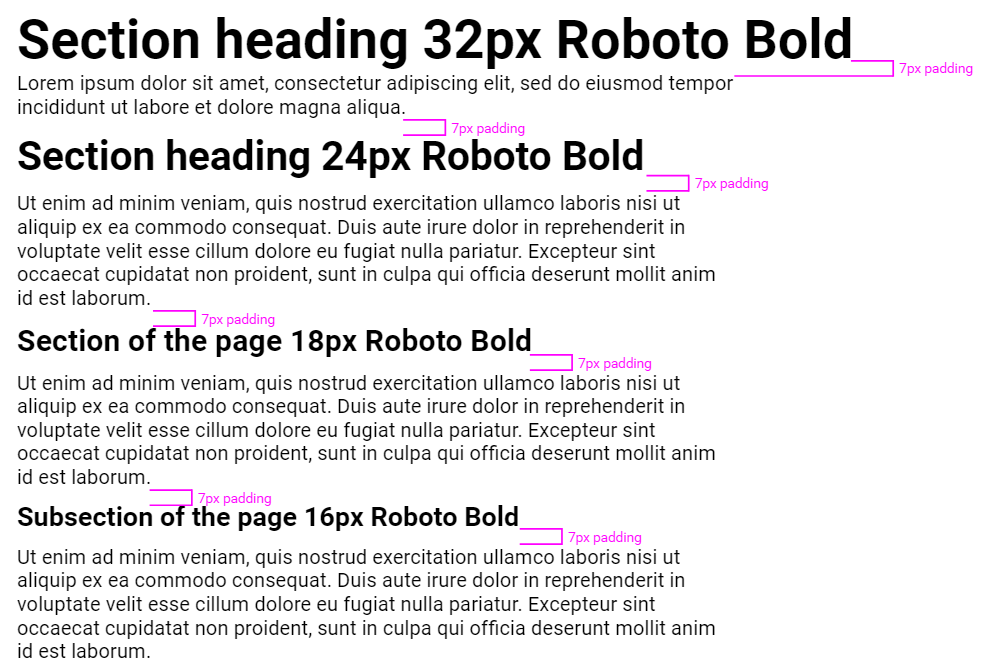 Section heading 32px Roboto Bold
7px padding
Lorem ipsum dolor sit amet, consectetur adipiscing elit, sed do eiusmod tempor
incididunt ut labore et dolore magna aliqua.
7px padding
Section heading 24px Roboto Bold
7px padding
Ut enim ad minim veniam, quis nostrud exercitation ullamco laboris nisi ut
aliquip ex ea commodo consequat. Duis aute irure dolor in reprehenderit in
voluptate velit esse cillum dolore eu fugiat nulla pariatur. Excepteur sint
occaecat cupidatat non proident, sunt in culpa qui officia deserunt mollit anim
id est laborum.
7px padding
Section of the page 18px Roboto Bold
7px padding
Ut enim ad minim veniam, quis nostrud exercitation ullamco laboris nisi ut
aliquip ex ea commodo consequat. Duis aute irure dolor in reprehenderit in
voluptate velit esse cillum dolore eu fugiat nulla pariatur. Excepteur sint
occaecat cupidatat non proident, sunt in culpa qui officia deserunt mollit anim
id est laborum.
7px padding
Subsection of the page 16px Roboto Bold
7px padding
Ut enim ad minim veniam, quis nostrud exercitation ullamco laboris nisi ut
aliquip ex ea commodo consequat. Duis aute irure dolor in reprehenderit in
voluptate velit esse cillum dolore eu fugiat nulla pariatur. Excepteur sint
occaecat cupidatat non proident, sunt in culpa qui officia deserunt mollit anim
id est laborum.